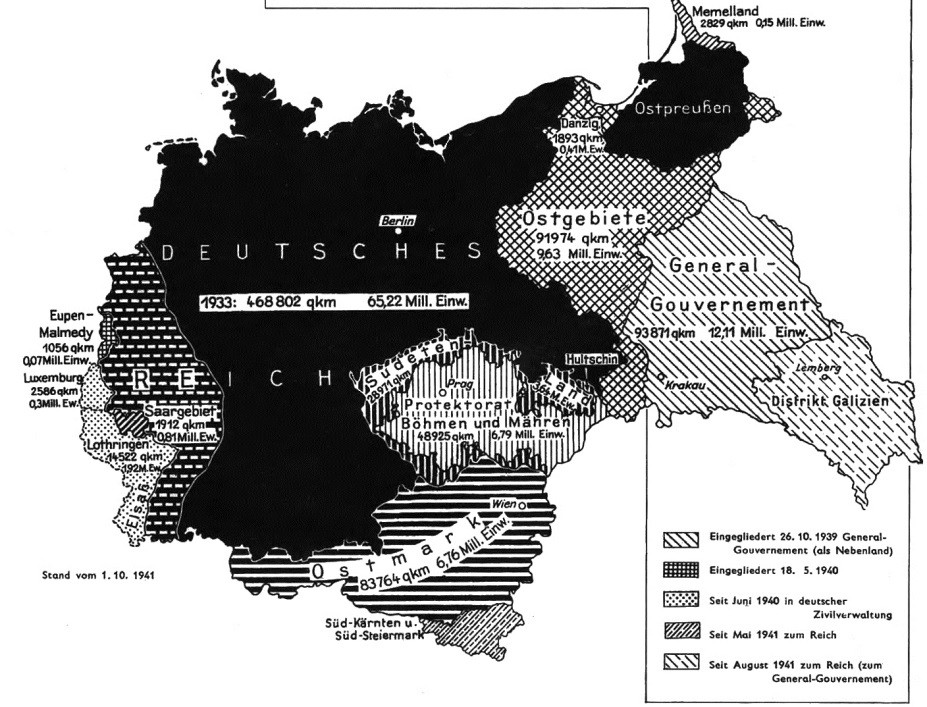 Memelland
2829 qkm 0,15 Mill. Einw.
Ostpreußen
Danzig
1893 qkm
0,41 M. Ew.
Berlin
Ostgebiete
91974 qkm
9,63 Mill. Einw.
DEUTSCHES
General-
Gouvernement
93871 qkm 12,11 Mill. Einw.
1933: 468 802 qkm 65,22 Mill. Einw.
Eupen-
Malmedy
1056 qkm
0,07 Mill. Einw.
Hultschin
Lemberg
Luxemburg
2586 qkm
0,3 Mill. Ew.
REICH
Sudeten-
land
28971 qkm
3,64 M. Ew.
Prag
Krakau
Distrikt Galizien
Protektorat
Böhmen und Mähren
48925 qkm 6,79 Mill. Einw.
Saargebiet
1912 qkm
0,81 Mill. Ew.
Lothringen
14522 qkm
1,92 M. Ew.
Elsaß
Wien
Ostmark
83764 qkm 6,76 Mill. Einw.
Stand vom 1. 10. 1941
Süd-Kärnten u.
Süd-Steiermark
Eingegliedert 26. 10. 1939 General-
Gouvernement (als Nebenland)
Eingegliedert 18. 5. 1940
Seit Juni 1940 in deutscher
Zivilverwaltung
Seit Mai 1941 zum Reich
Seit August 1941 zum Reich (zum
General-Gouvernement)